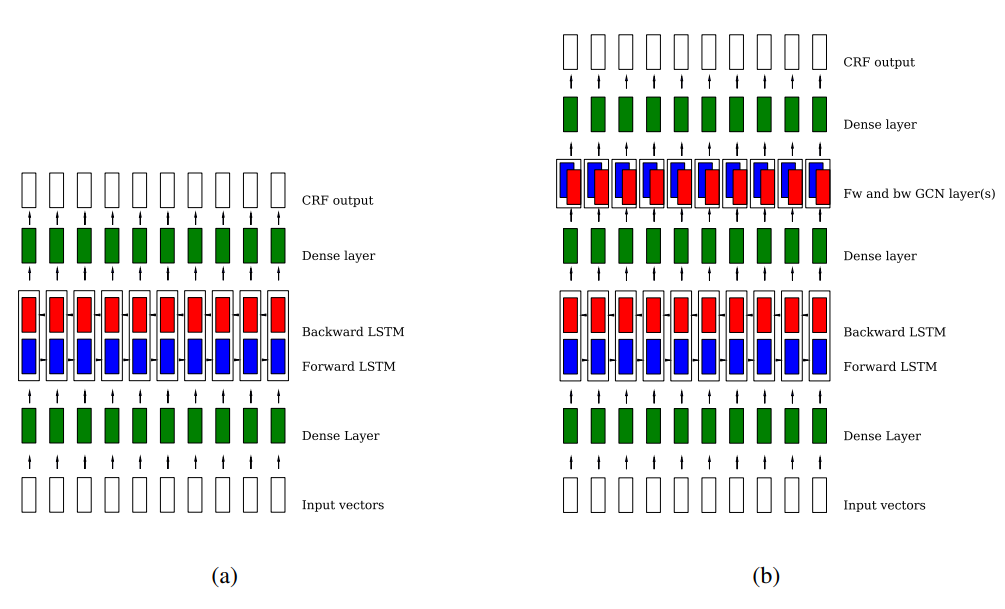 CRF output
Dense layer
Backward LSTM
Forward LSTM
Dense Layer
Input vectors
(a)
CRF output
Dense layer
Fw and bw GCN layer(s)
Dense layer
Backward LSTM
Forward LSTM
Dense Layer
Input vectors
(b)